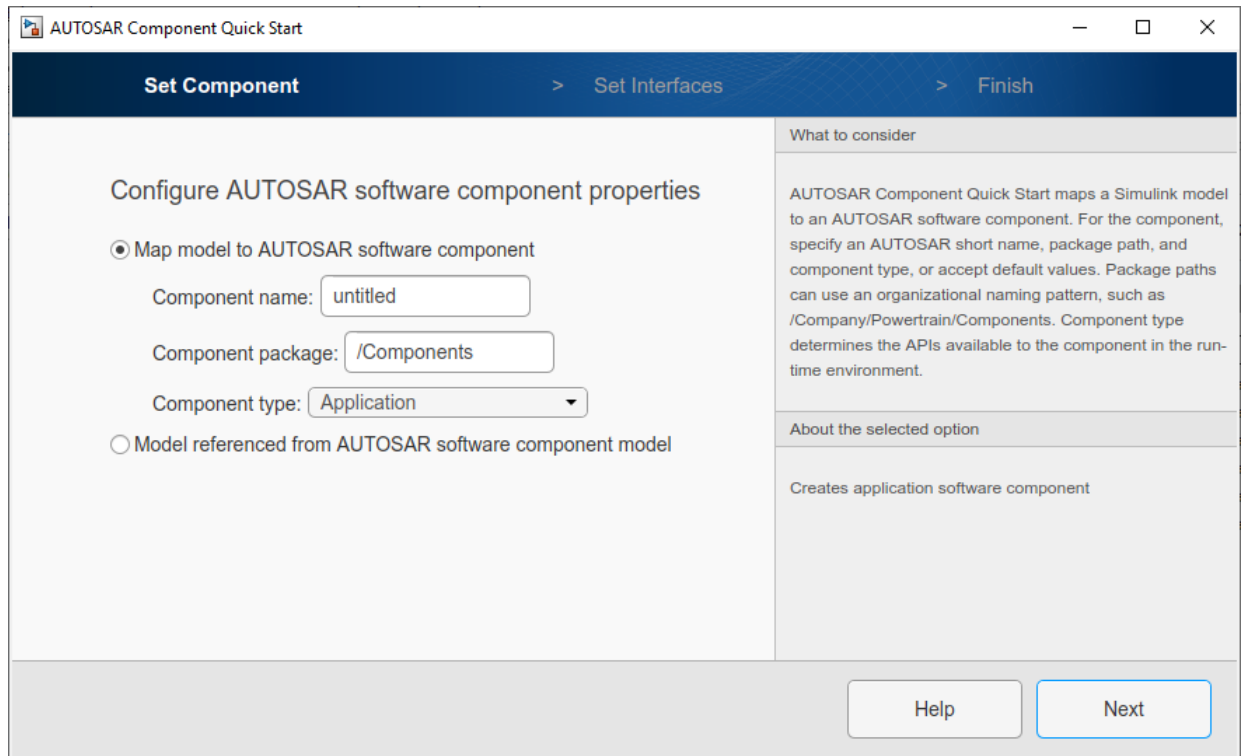 AUTOSAR Component Quick Start
Set Component > Set Interfaces > Finish
Configure AUTOSAR software component properties
Map model to AUTOSAR software component
Component name: untitled
Component package: /Components
Component type: Application
Model referenced from AUTOSAR software component model
What to consider
AUTOSAR Component Quick Start maps a Simulink model
to an AUTOSAR software component. For the component,
specify an AUTOSAR short name, package path, and
component type, or accept default values. Package paths
can use an organizational naming pattern, such as
/Company/Powertrain/Components. Component type
determines the APIs available to the component in the run-
time environment.
About the selected option
Creates application software component
Help
Next